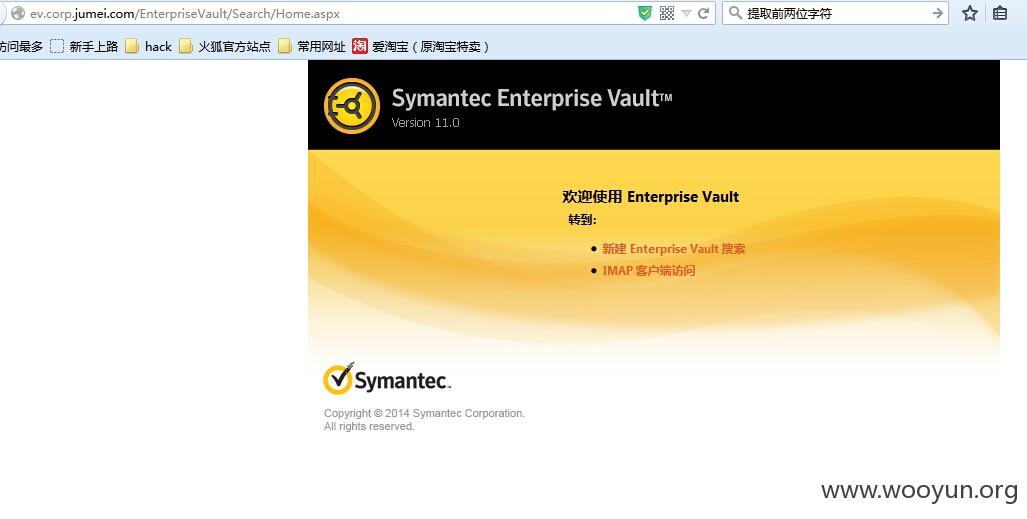 ev.corp.jumei.com/EnterpriseVault/Search/Home.aspx
提取前两位字符
访问最多 新手上路 hack 火狐官方站点 常用网址 淘 爱淘宝（原淘宝特卖）
Symantec Enterprise Vault™
Version 11.0
欢迎使用 Enterprise Vault
转到:
新建 Enterprise Vault 搜索
IMAP 客户端访问
Symantec™
Copyright © 2014 Symantec Corporation.
All rights reserved.
www.wooyun.org